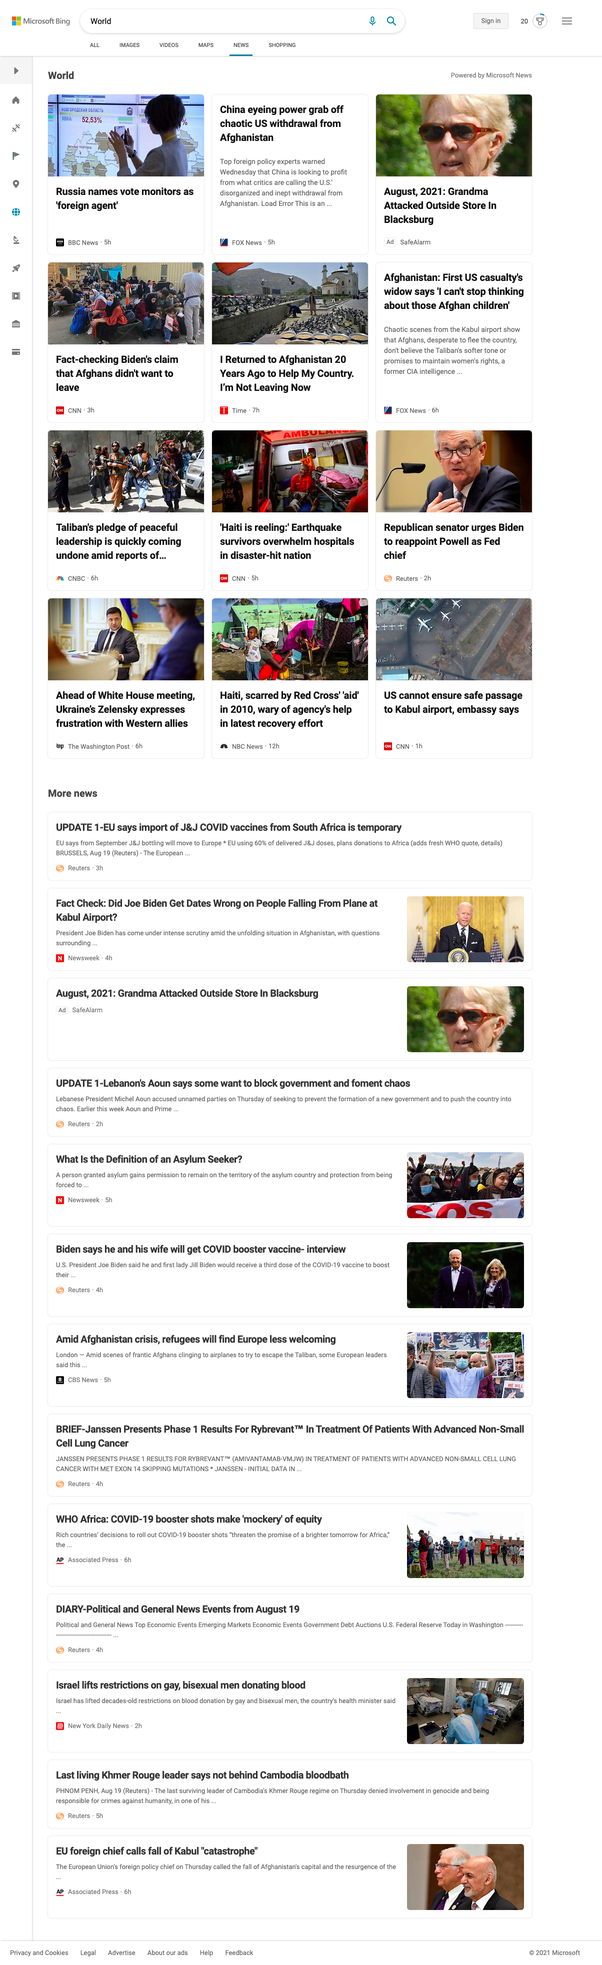 Microsoft Bing
World
Sign in
20
ALL
IMAGES
VIDEOS
MAPS
NEWS
SHOPPING
World
Powered by Microsoft News
52,53%
Russia names vote monitors as
'foreign agent'
BBC News · 5h
China eyeing power grab off
chaotic US withdrawal from
Afghanistan
Top foreign policy experts warned
Wednesday that China is looking to profit
from what critics are calling the U.S.'
disorganized and inept withdrawal from
Afghanistan. Load Error This is an ...
FOX News · 5h
August, 2021: Grandma
Attacked Outside Store In
Blacksburg
Ad SafeAlarm
Fact-checking Biden's claim
that Afghans didn't want to
leave
CNN · 3h
I Returned to Afghanistan 20
Years Ago to Help My Country.
I'm Not Leaving Now
Time · 7h
Afghanistan: First US casualty's
widow says 'I can't stop thinking
about those Afghan children'
Chaotic scenes from the Kabul airport show
that Afghans, desperate to flee the country,
don't believe the Taliban's softer tone or
promises to maintain women's rights, a
former CIA intelligence ...
FOX News · 6h
Taliban's pledge of peaceful
leadership is quickly coming
undone amid reports of...
CNBC · 6h
AMBULANCE
'Haiti is reeling:' Earthquake
survivors overwhelm hospitals
in disaster-hit nation
CNN · 5h
Republican senator urges Biden
to reappoint Powell as Fed
chief
Reuters · 2h
Ahead of White House meeting,
Ukraine's Zelensky expresses
frustration with Western allies
The Washington Post · 6h
Haiti, scarred by Red Cross' 'aid'
in 2010, wary of agency's help
in latest recovery effort
NBC News · 12h
US cannot ensure safe passage
to Kabul airport, embassy says
CNN · 1h
More news
UPDATE 1-EU says import of J&J COVID vaccines from South Africa is temporary
EU says from September J&J bottling will move to Europe * EU using 60% of delivered J&J doses, plans donations to Africa (adds fresh WHO quote, details)
BRUSSELS, Aug 19 (Reuters) - The European ...
Reuters · 3h
Fact Check: Did Joe Biden Get Dates Wrong on People Falling From Plane at
Kabul Airport?
President Joe Biden has come under intense scrutiny amid the unfolding situation in Afghanistan, with questions
surrounding ...
Newsweek · 4h
August, 2021: Grandma Attacked Outside Store In Blacksburg
Ad SafeAlarm
UPDATE 1-Lebanon's Aoun says some want to block government and foment chaos
Lebanese President Michel Aoun accused unnamed parties on Thursday of seeking to prevent the formation of a new government and to push the country into
chaos. Earlier this week Aoun and Prime ...
Reuters · 2h
What Is the Definition of an Asylum Seeker?
A person granted asylum gains permission to remain on the territory of the asylum country and protection from being
forced to ...
Newsweek · 5h
SOS
Biden says he and his wife will get COVID booster vaccine- interview
U.S. President Joe Biden said he and first lady Jill Biden would receive a third dose of the COVID-19 vaccine to boost
their ...
Reuters · 4h
Amid Afghanistan crisis, refugees will find Europe less welcoming
London — Amid scenes of frantic Afghans clinging to airplanes to try to escape the Taliban, some European leaders
said this ...
CBS News · 5h
BRIEF-Janssen Presents Phase 1 Results For Rybrevant™ In Treatment Of Patients With Advanced Non-Small
Cell Lung Cancer
JANSSEN PRESENTS PHASE 1 RESULTS FOR RYBREVANT™ (AMIVANTAMAB-VMJW) IN TREATMENT OF PATIENTS WITH ADVANCED NON-SMALL CELL LUNG
CANCER WITH MET EXON 14 SKIPPING MUTATIONS * JANSSEN - INITIAL DATA IN ...
Reuters · 4h
WHO Africa: COVID-19 booster shots make 'mockery' of equity
Rich countries' decisions to roll out COVID-19 booster shots "threaten the promise of a brighter tomorrow for Africa,"
the ...
Associated Press · 6h
DIARY-Political and General News Events from August 19
Political and General News Top Economic Events Emerging Markets Economic Events Government Debt Auctions U.S. Federal Reserve Today in Washington --------
------------------------ ...
Reuters · 4h
Israel lifts restrictions on gay, bisexual men donating blood
Israel has lifted decades-old restrictions on blood donation by gay and bisexual men, the country's health minister said
...
New York Daily News · 2h
Last living Khmer Rouge leader says not behind Cambodia bloodbath
PHNOM PENH, Aug 19 (Reuters) - The last surviving leader of Cambodia's Khmer Rouge regime on Thursday denied involvement in genocide and being
responsible for crimes against humanity, in one of his ...
Reuters · 5h
EU foreign chief calls fall of Kabul "catastrophe"
The European Union's foreign policy chief on Thursday called the fall of Afghanistan's capital and the resurgence of the
...
Associated Press · 6h
Privacy and Cookies
Legal
Advertise
About our ads
Help
Feedback
© 2021 Microsoft